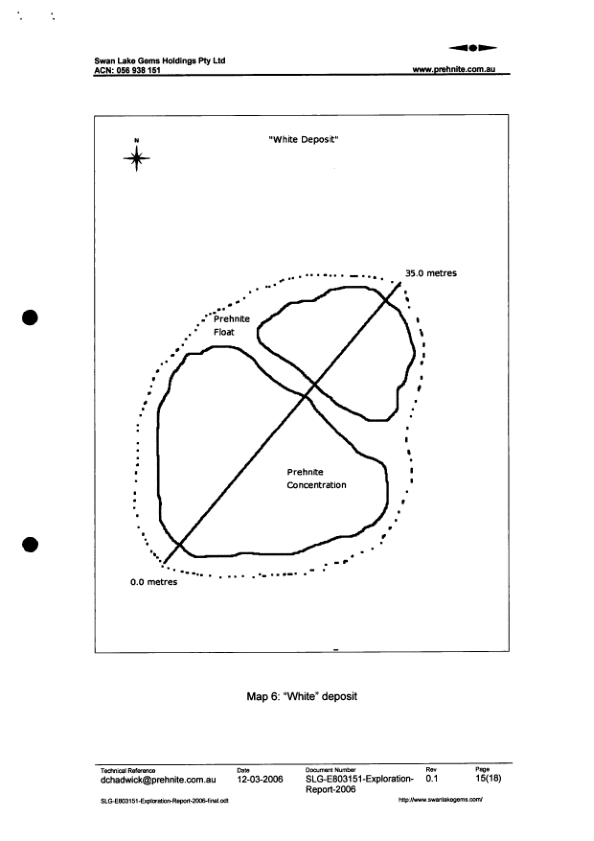 Swan Lake Gems Holdings Pty Ltd
ACN: 056 938 151 www.prehnite.com.au
N
"White Deposit"
35.0 metres
Prehnite
Float
Prehnite
Concentration
0.0 metres
Map 6: "White" deposit
Technical Reference Date Document Number Rev Page
dchadwick@prehnite.com.au 12-03-2006 SLG-E803151-Exploration- 0.1 15(18)
Report-2006
SLG-E803151-Exploration-Report-2006-final.odt http://www.swanlakegems.com/